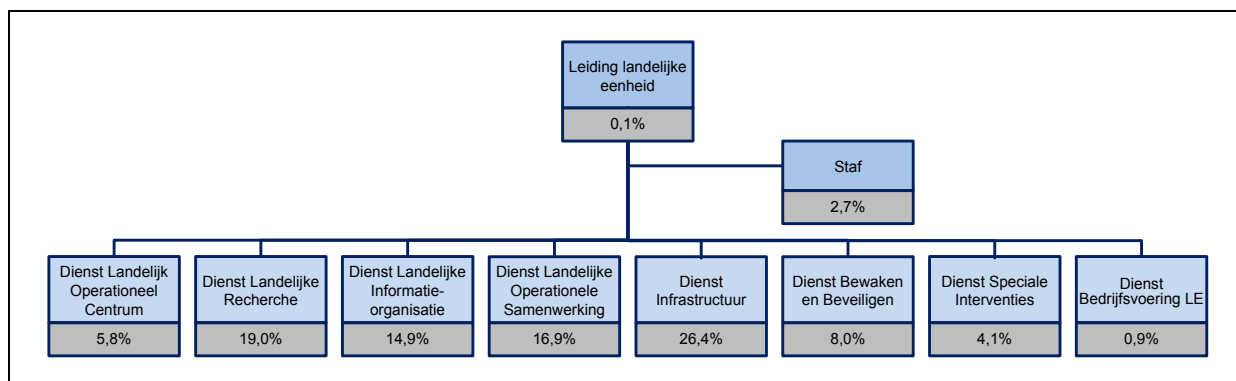 Leiding landelijke
eenheid
0,1%
Staf
2,7%
Dienst Landelijk
Operationeel
Centrum
5,8%
Dienst Landelijke
Recherche
19,0%
Dienst Landelijke
Informatie-
organisatie
14,9%
Dienst Landelijke
Operationele
Samenwerking
16,9%
Dienst
Infrastructuur
26,4%
Dienst Bewaken
en Beveiligen
8,0%
Dienst Speciale
Interventies
4,1%
Dienst
Bedrijfsvoering LE
0,9%